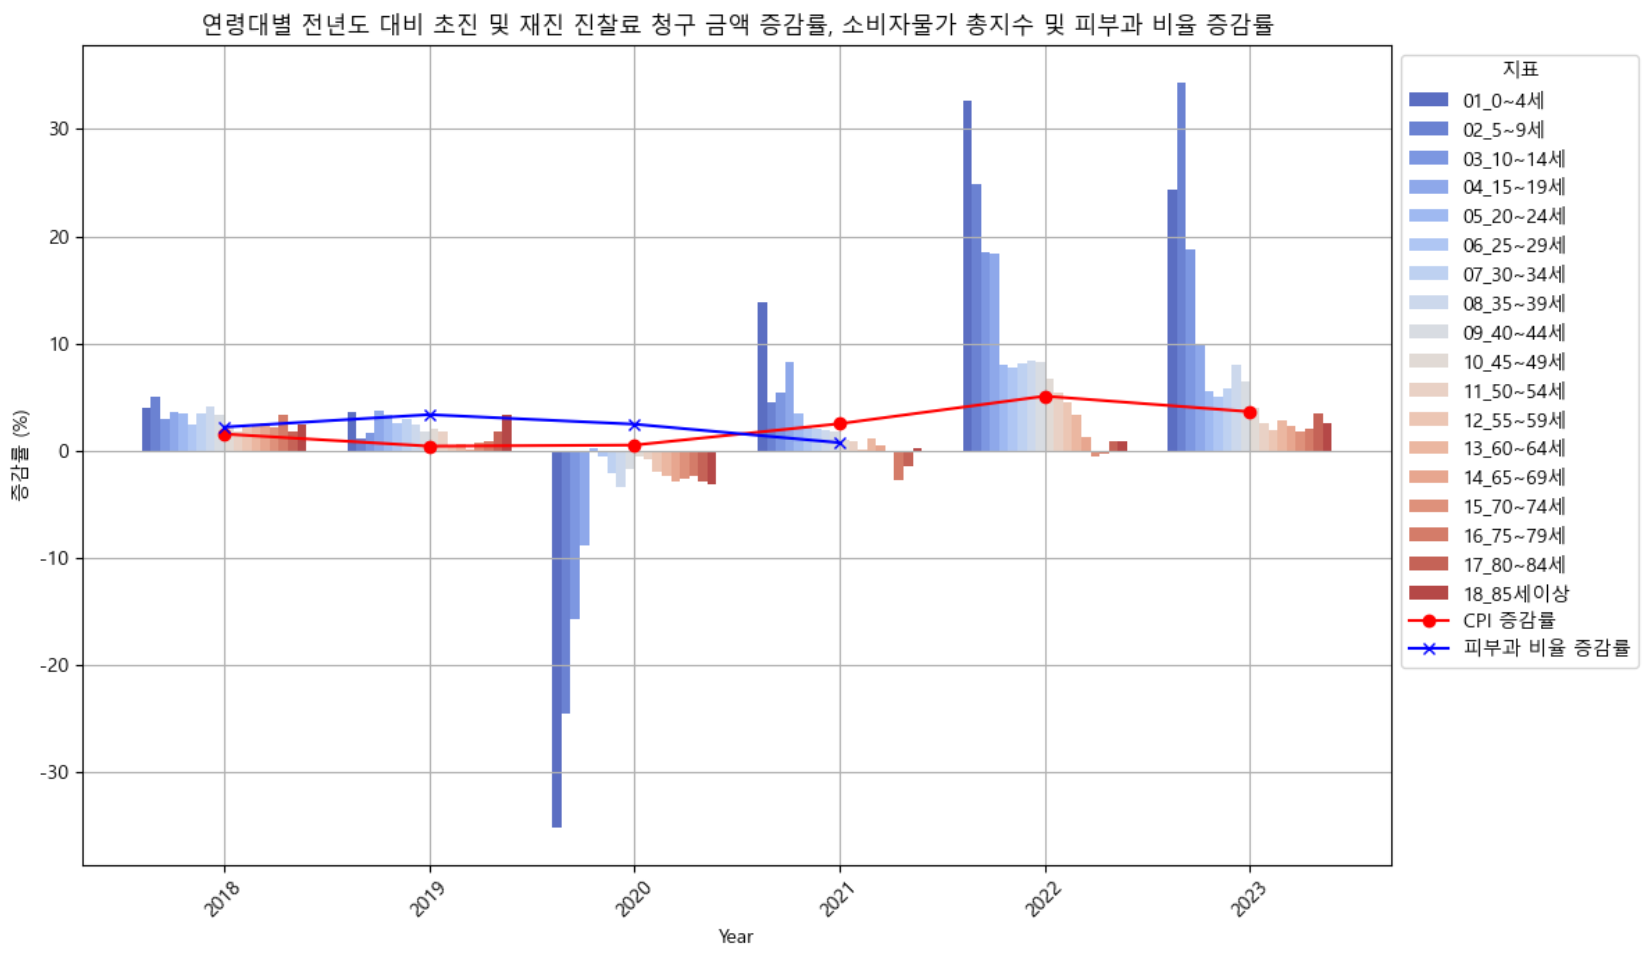 연령대별 전년도 대비 초진 및 재진 진찰료 청구 금액 증감률, 소비자물가 총지수 및 피부과 비율 증감률
증감률 (%)
30
20
10
0
-10
-20
-30
2018
2019
2020
2021
2022
2023
Year
지표
01_0~4세
02_5~9세
03_10~14세
04_15~19세
05_20~24세
06_25~29세
07_30~34세
08_35~39세
09_40~44세
10_45~49세
11_50~54세
12_55~59세
13_60~64세
14_65~69세
15_70~74세
16_75~79세
17_80~84세
18_85세이상
CPI 증감률
피부과 비율 증감률